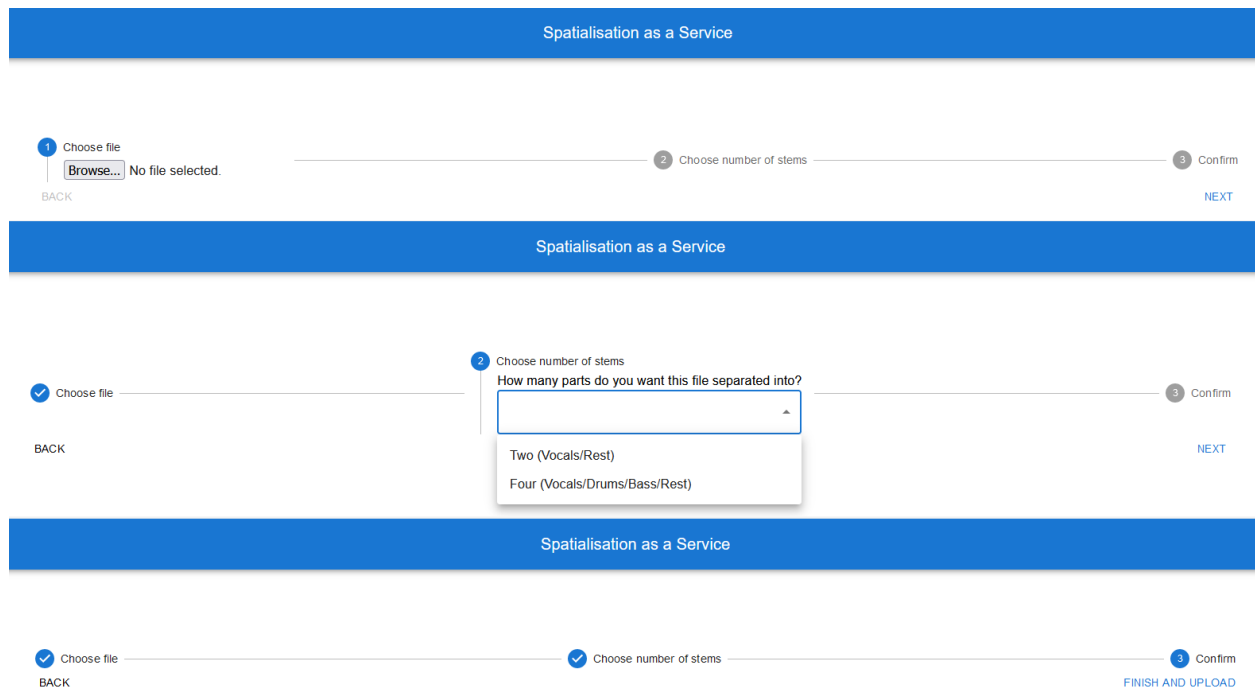 Spatialisation as a Service
1 Choose file
Browse... No file selected.
2 Choose number of stems
3 Confirm
BACK
NEXT
Spatialisation as a Service
Choose file
2 Choose number of stems
How many parts do you want this file separated into?
3 Confirm
BACK
NEXT
Two (Vocals/Rest)
Four (Vocals/Drums/Bass/Rest)
Spatialisation as a Service
Choose file
Choose number of stems
3 Confirm
BACK
FINISH AND UPLOAD